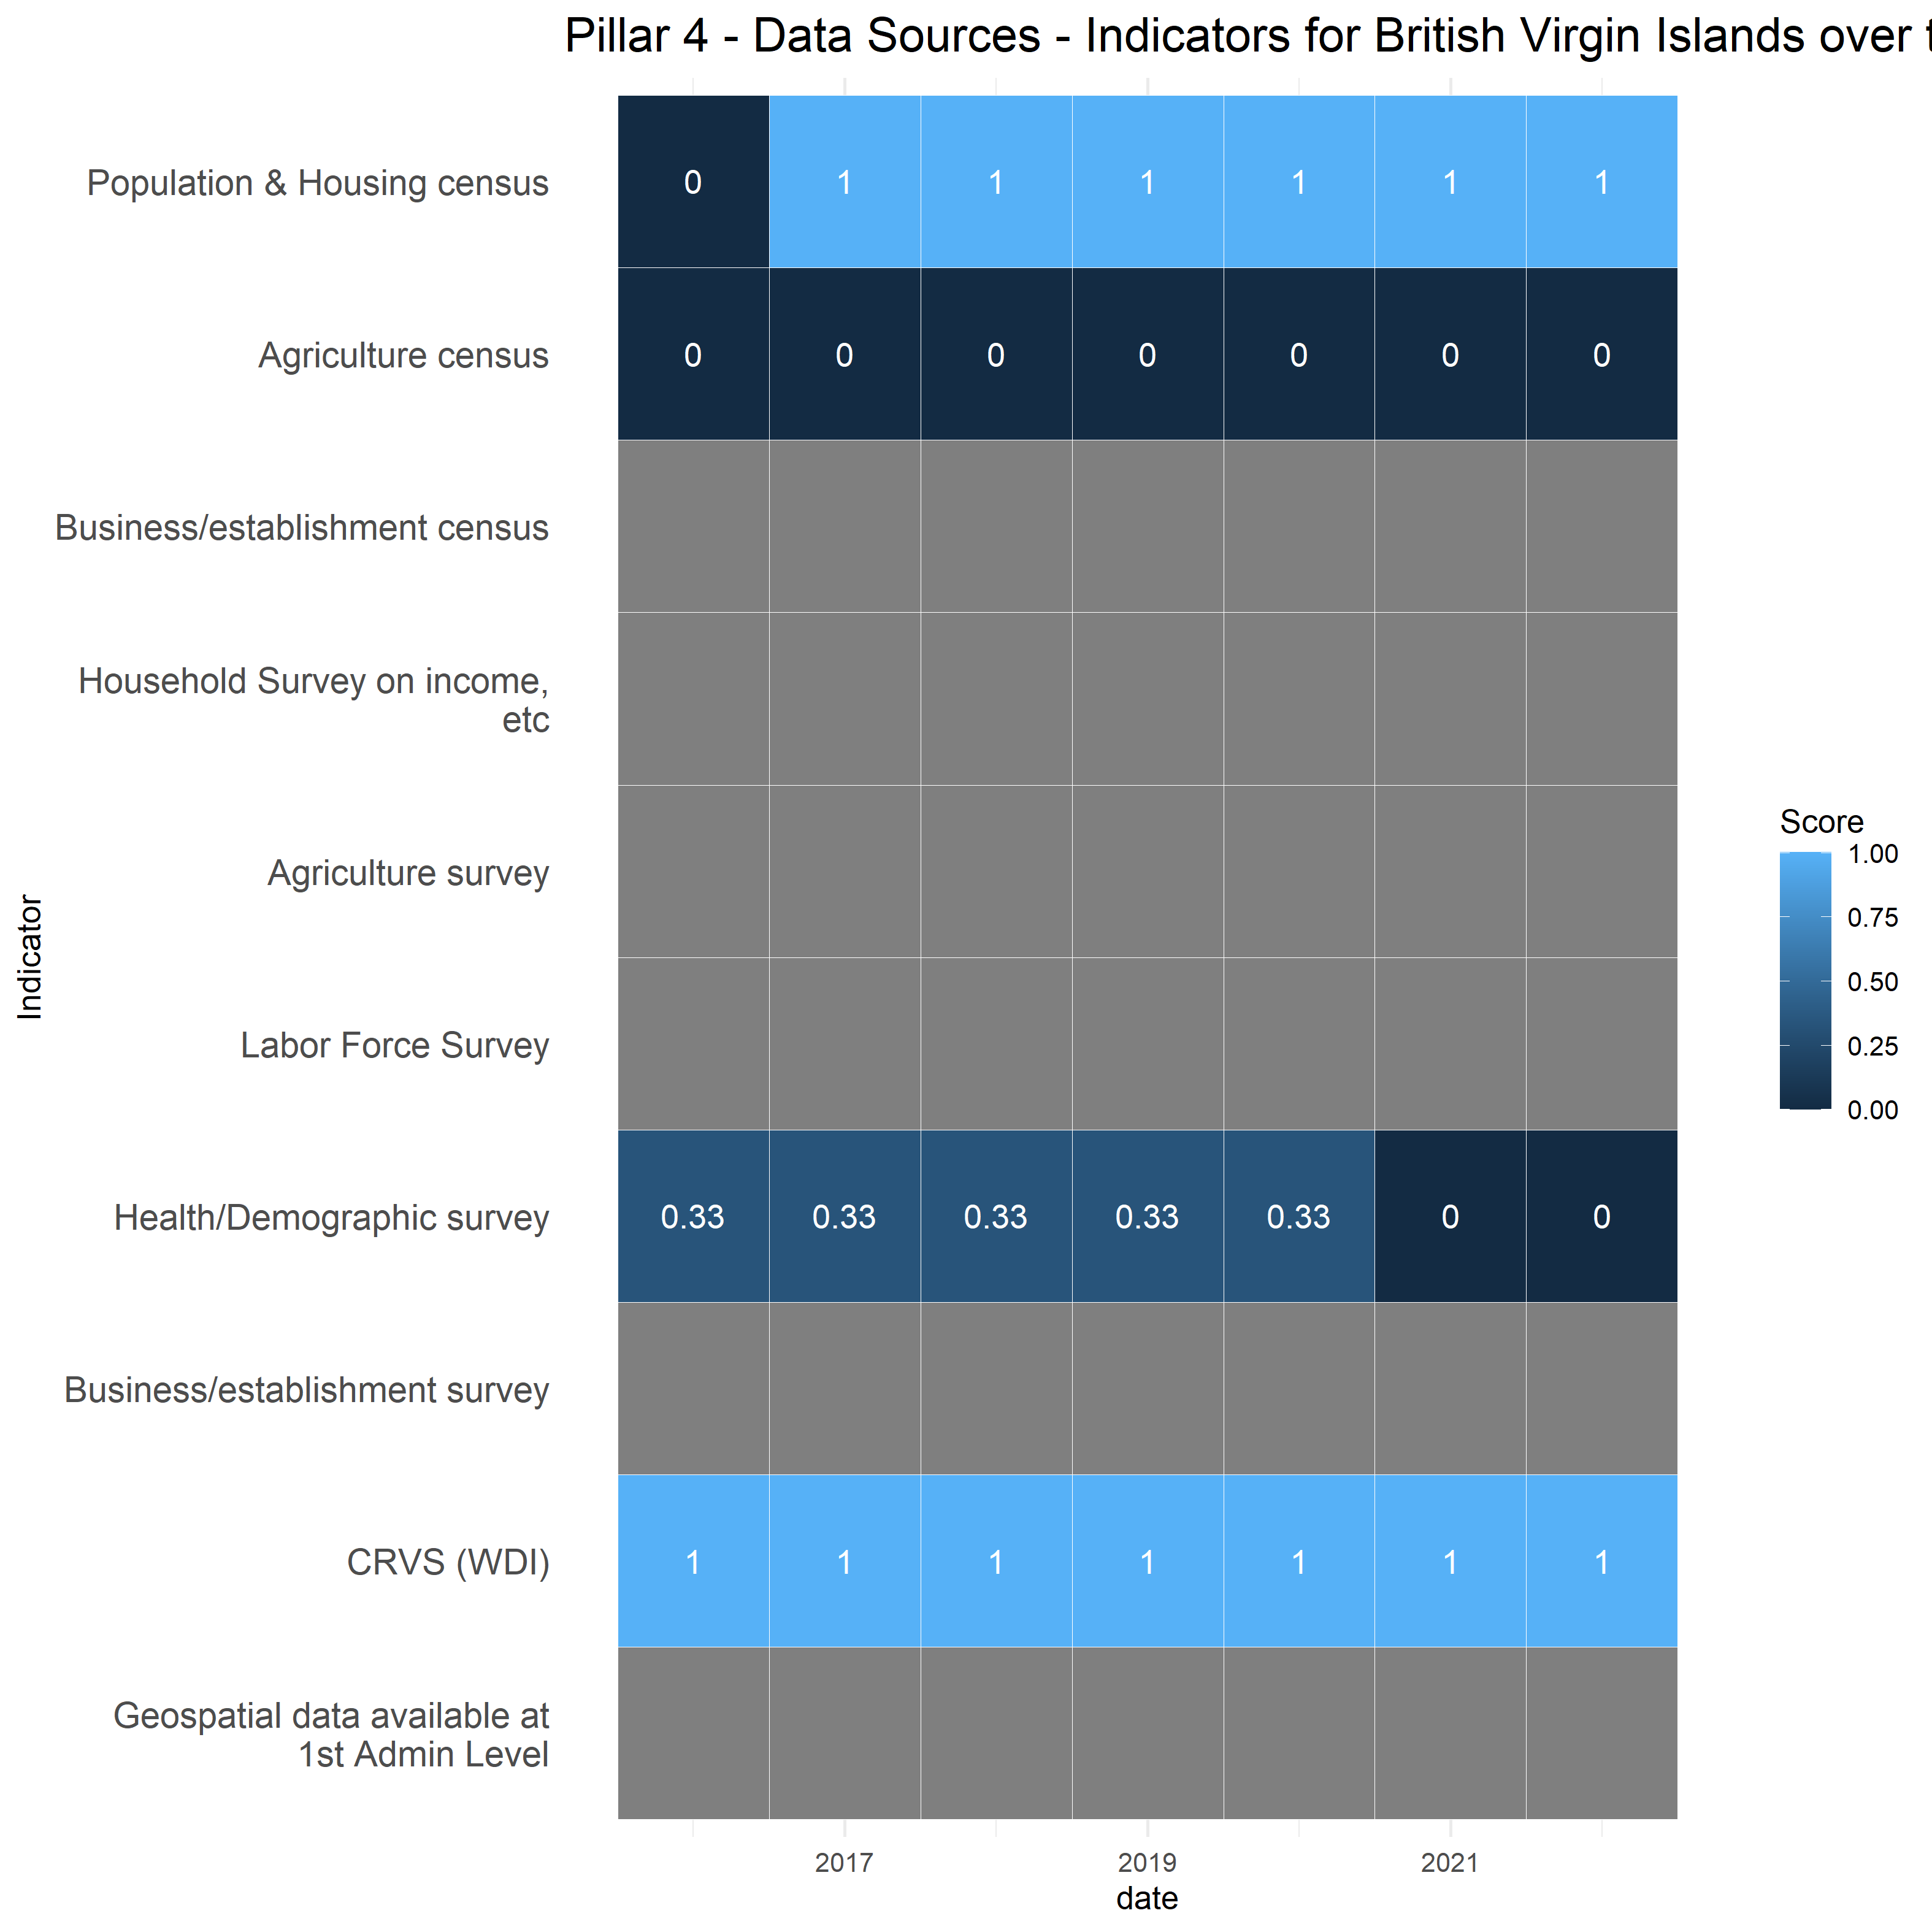 Pillar 4 - Data Sources - Indicators for British Virgin Islands over t
Population & Housing census
0 1 1 1 1 1 1
Agriculture census
0 0 0 0 0 0 0
Business/establishment census
Household Survey on income,
etc
Agriculture survey
Labor Force Survey
Health/Demographic survey
0.33 0.33 0.33 0.33 0.33 0 0
Business/establishment survey
CRVS (WDI)
1 1 1 1 1 1 1
Geospatial data available at
1st Admin Level
Indicator
2017 2019 2021
date
Score
1.00
0.75
0.50
0.25
0.00